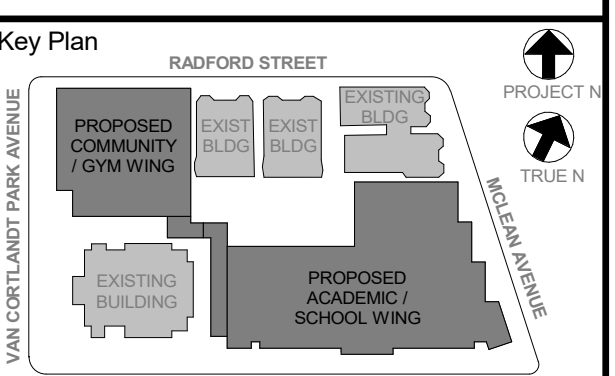 Key Plan
RADFORD STREET
PROJECT N
TRUE N
VAN CORTLANDT PARK AVENUE
MCLEAN AVENUE
PROPOSED
COMMUNITY
/ GYM WING
EXIST
BLDG
EXIST
BLDG
EXISTING
BLDG
EXISTING
BUILDING
PROPOSED
ACADEMIC /
SCHOOL WING